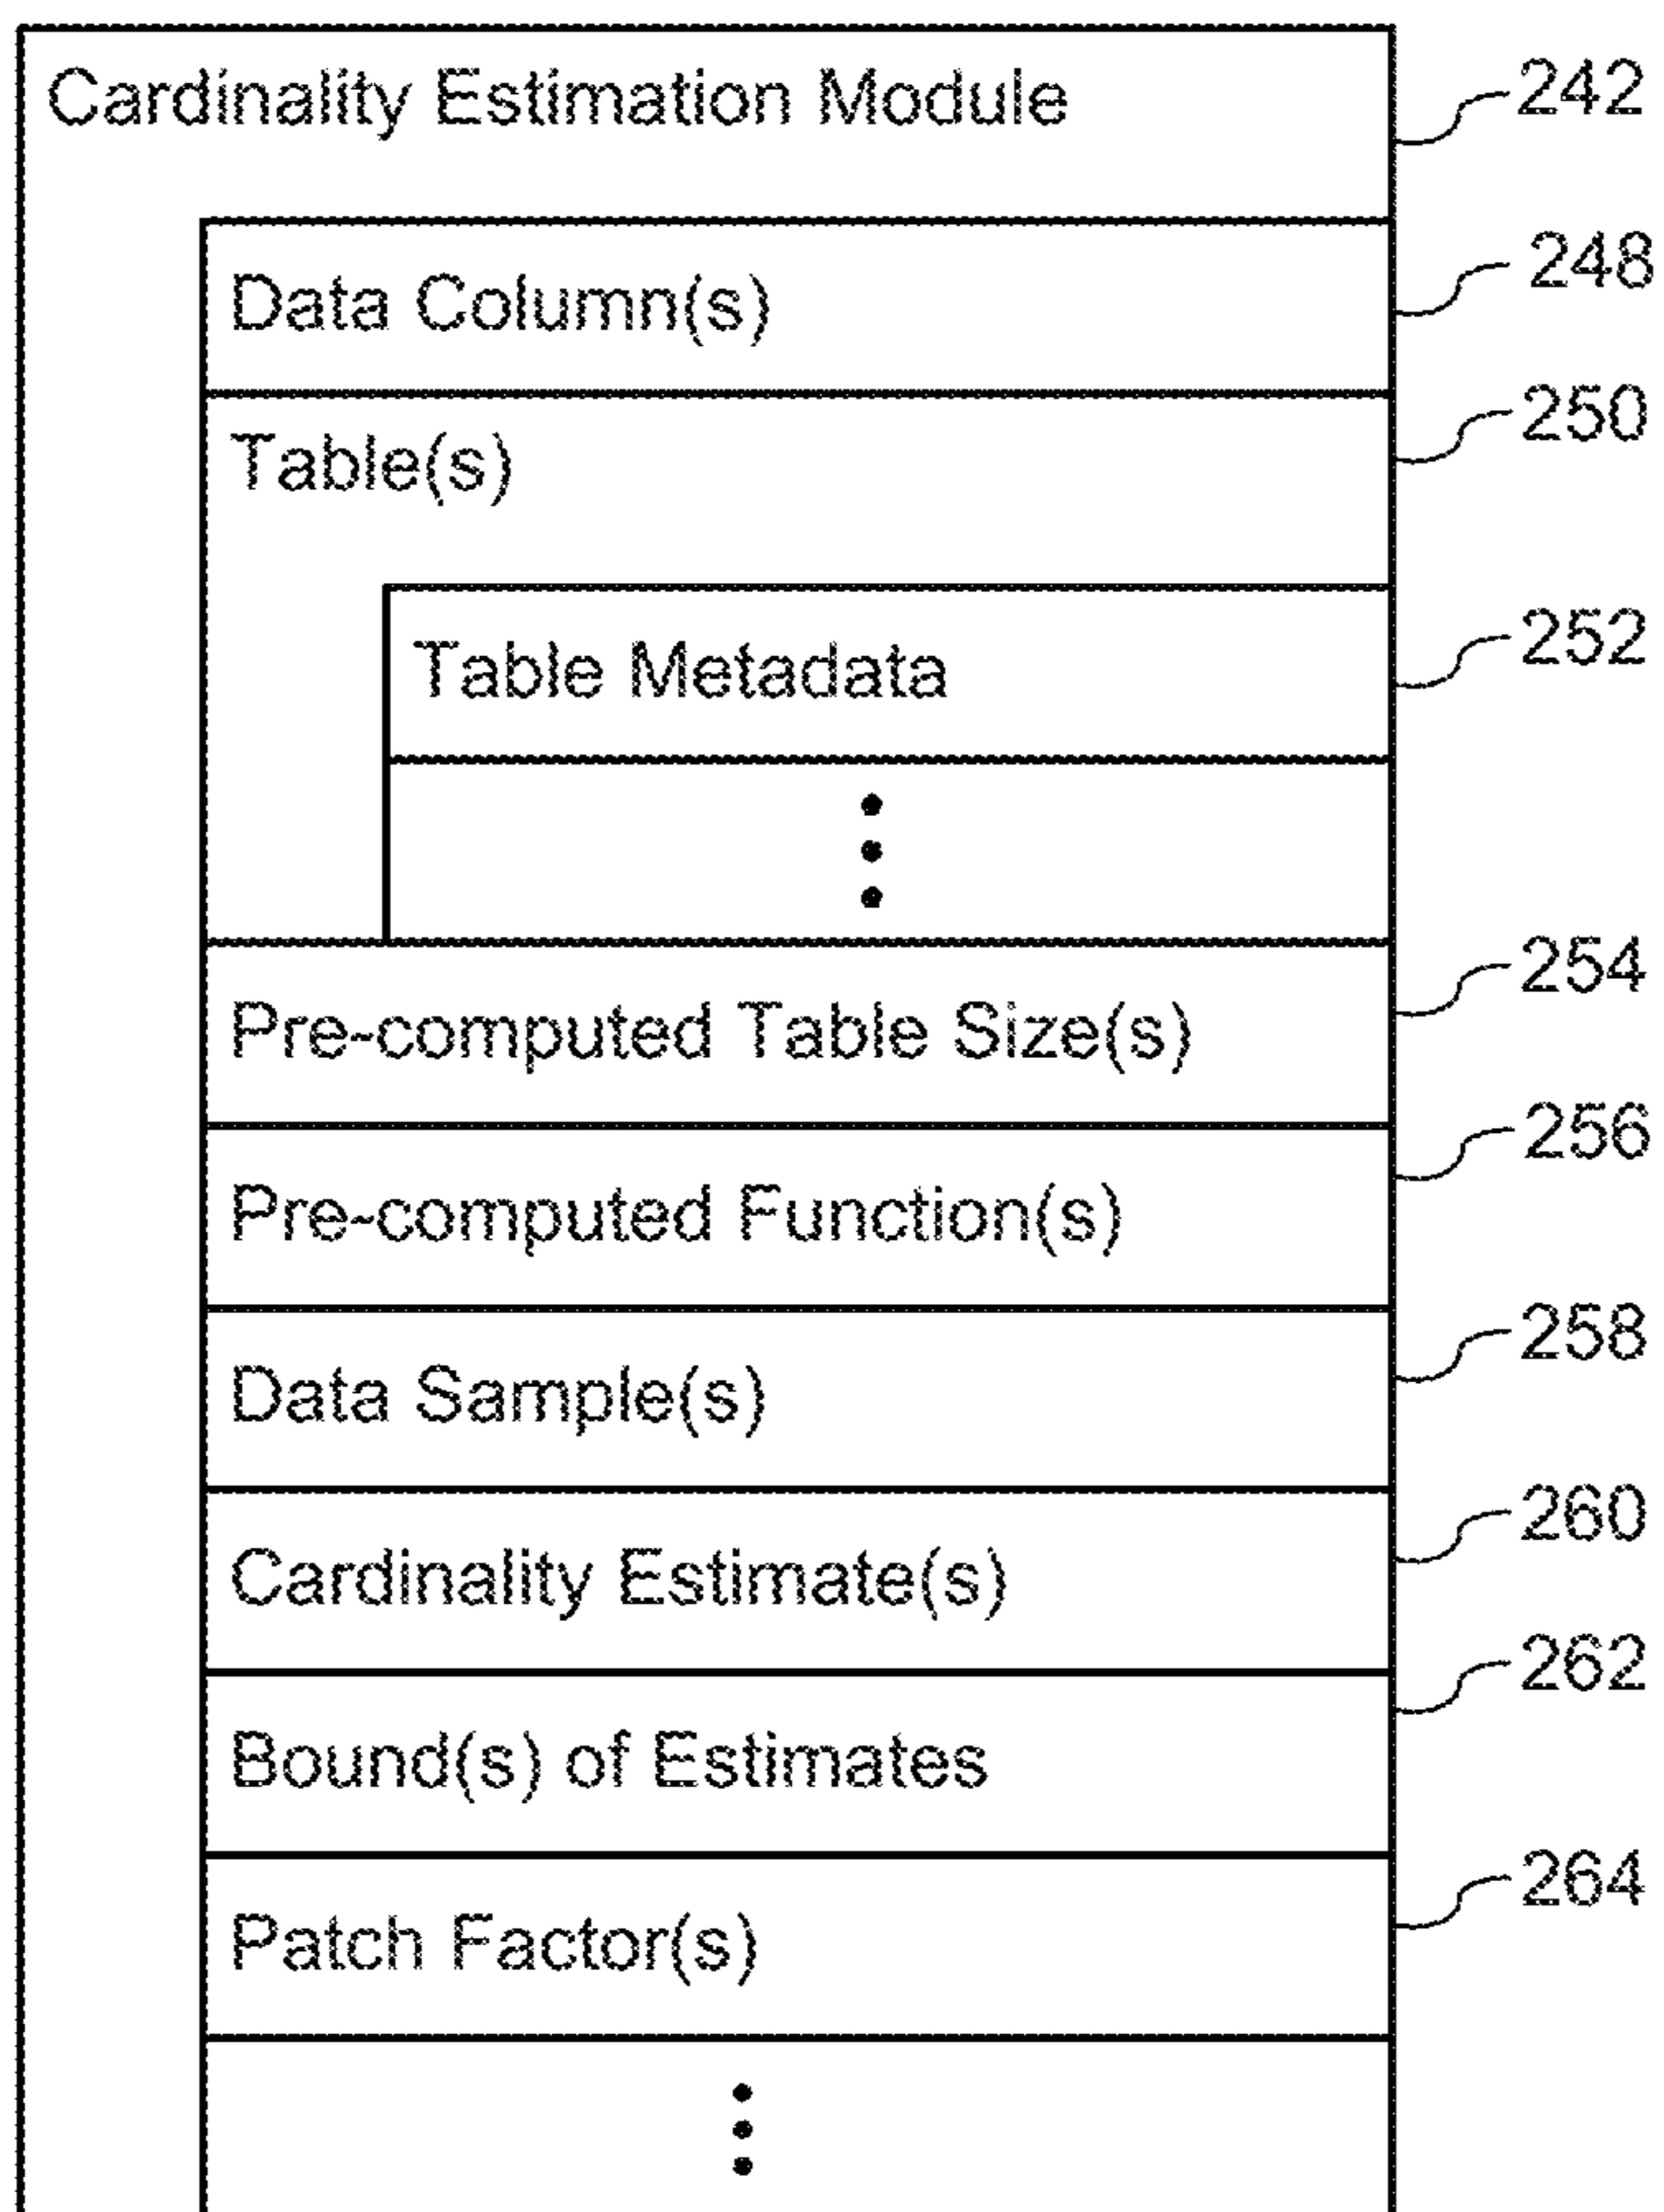 Cardinality Estimation Module 242
Data Column(s) 248
Table(s) 250
Table Metadata 252
Pre-computed Table Size(s) 254
Pre-computed Function(s) 256
Data Sample(s) 258
Cardinality Estimate(s) 260
Bound(s) of Estimates 262
Patch Factor(s) 264